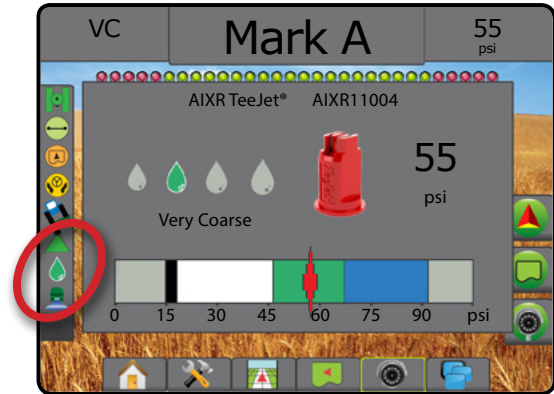 VC
Mark A
55
psi
AIXR TeeJet® AIXR11004
55
psi
Very Coarse
0 15 30 45 60 75 90 psi